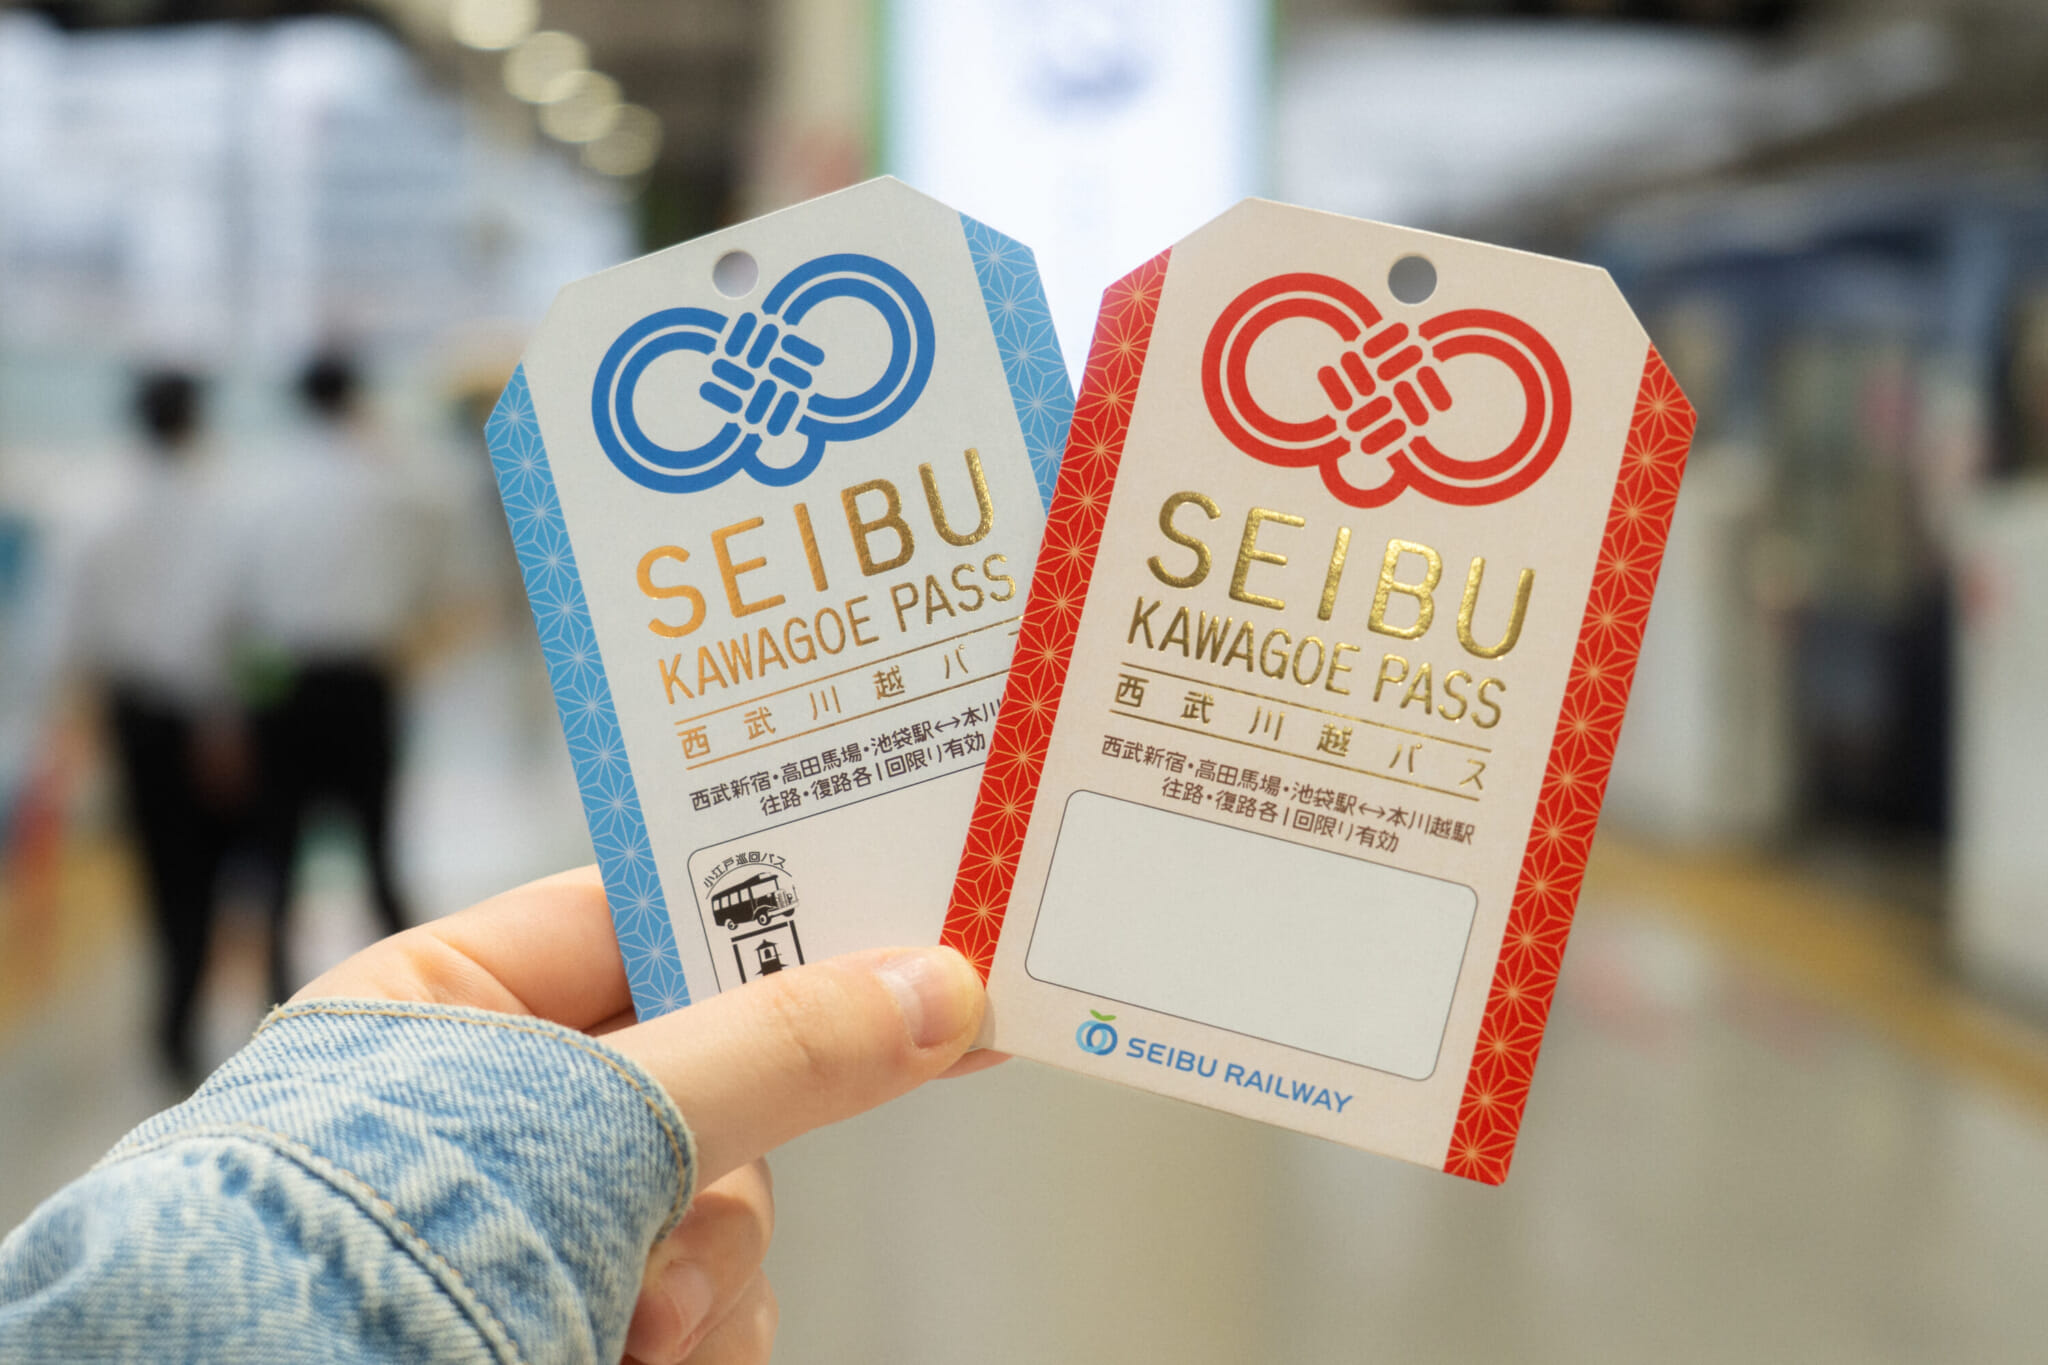 SEIBU
KAWAGOE PASS
西武川越パ
西武新宿・高田馬場・池袋駅↔本川
往路・復路各1回限り有効
小江戸巡回バス
SEIBU
KAWAGOE PASS
西武川越パス
西武新宿・高田馬場・池袋駅↔本川越駅
往路・復路各1回限り有効
SEIBU RAILWAY